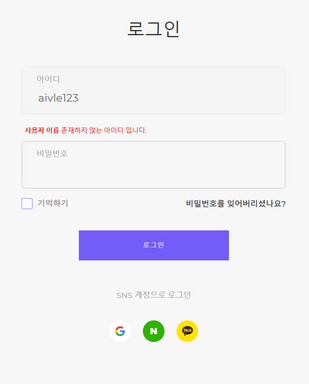 로그인
아이디
aivle123
사용자 이름 존재하지 않는 아이디 입니다.
비밀번호
기억하기
비밀번호를 잊어버리셨나요?
로그인
SNS 계정으로 로그인
G N TALK